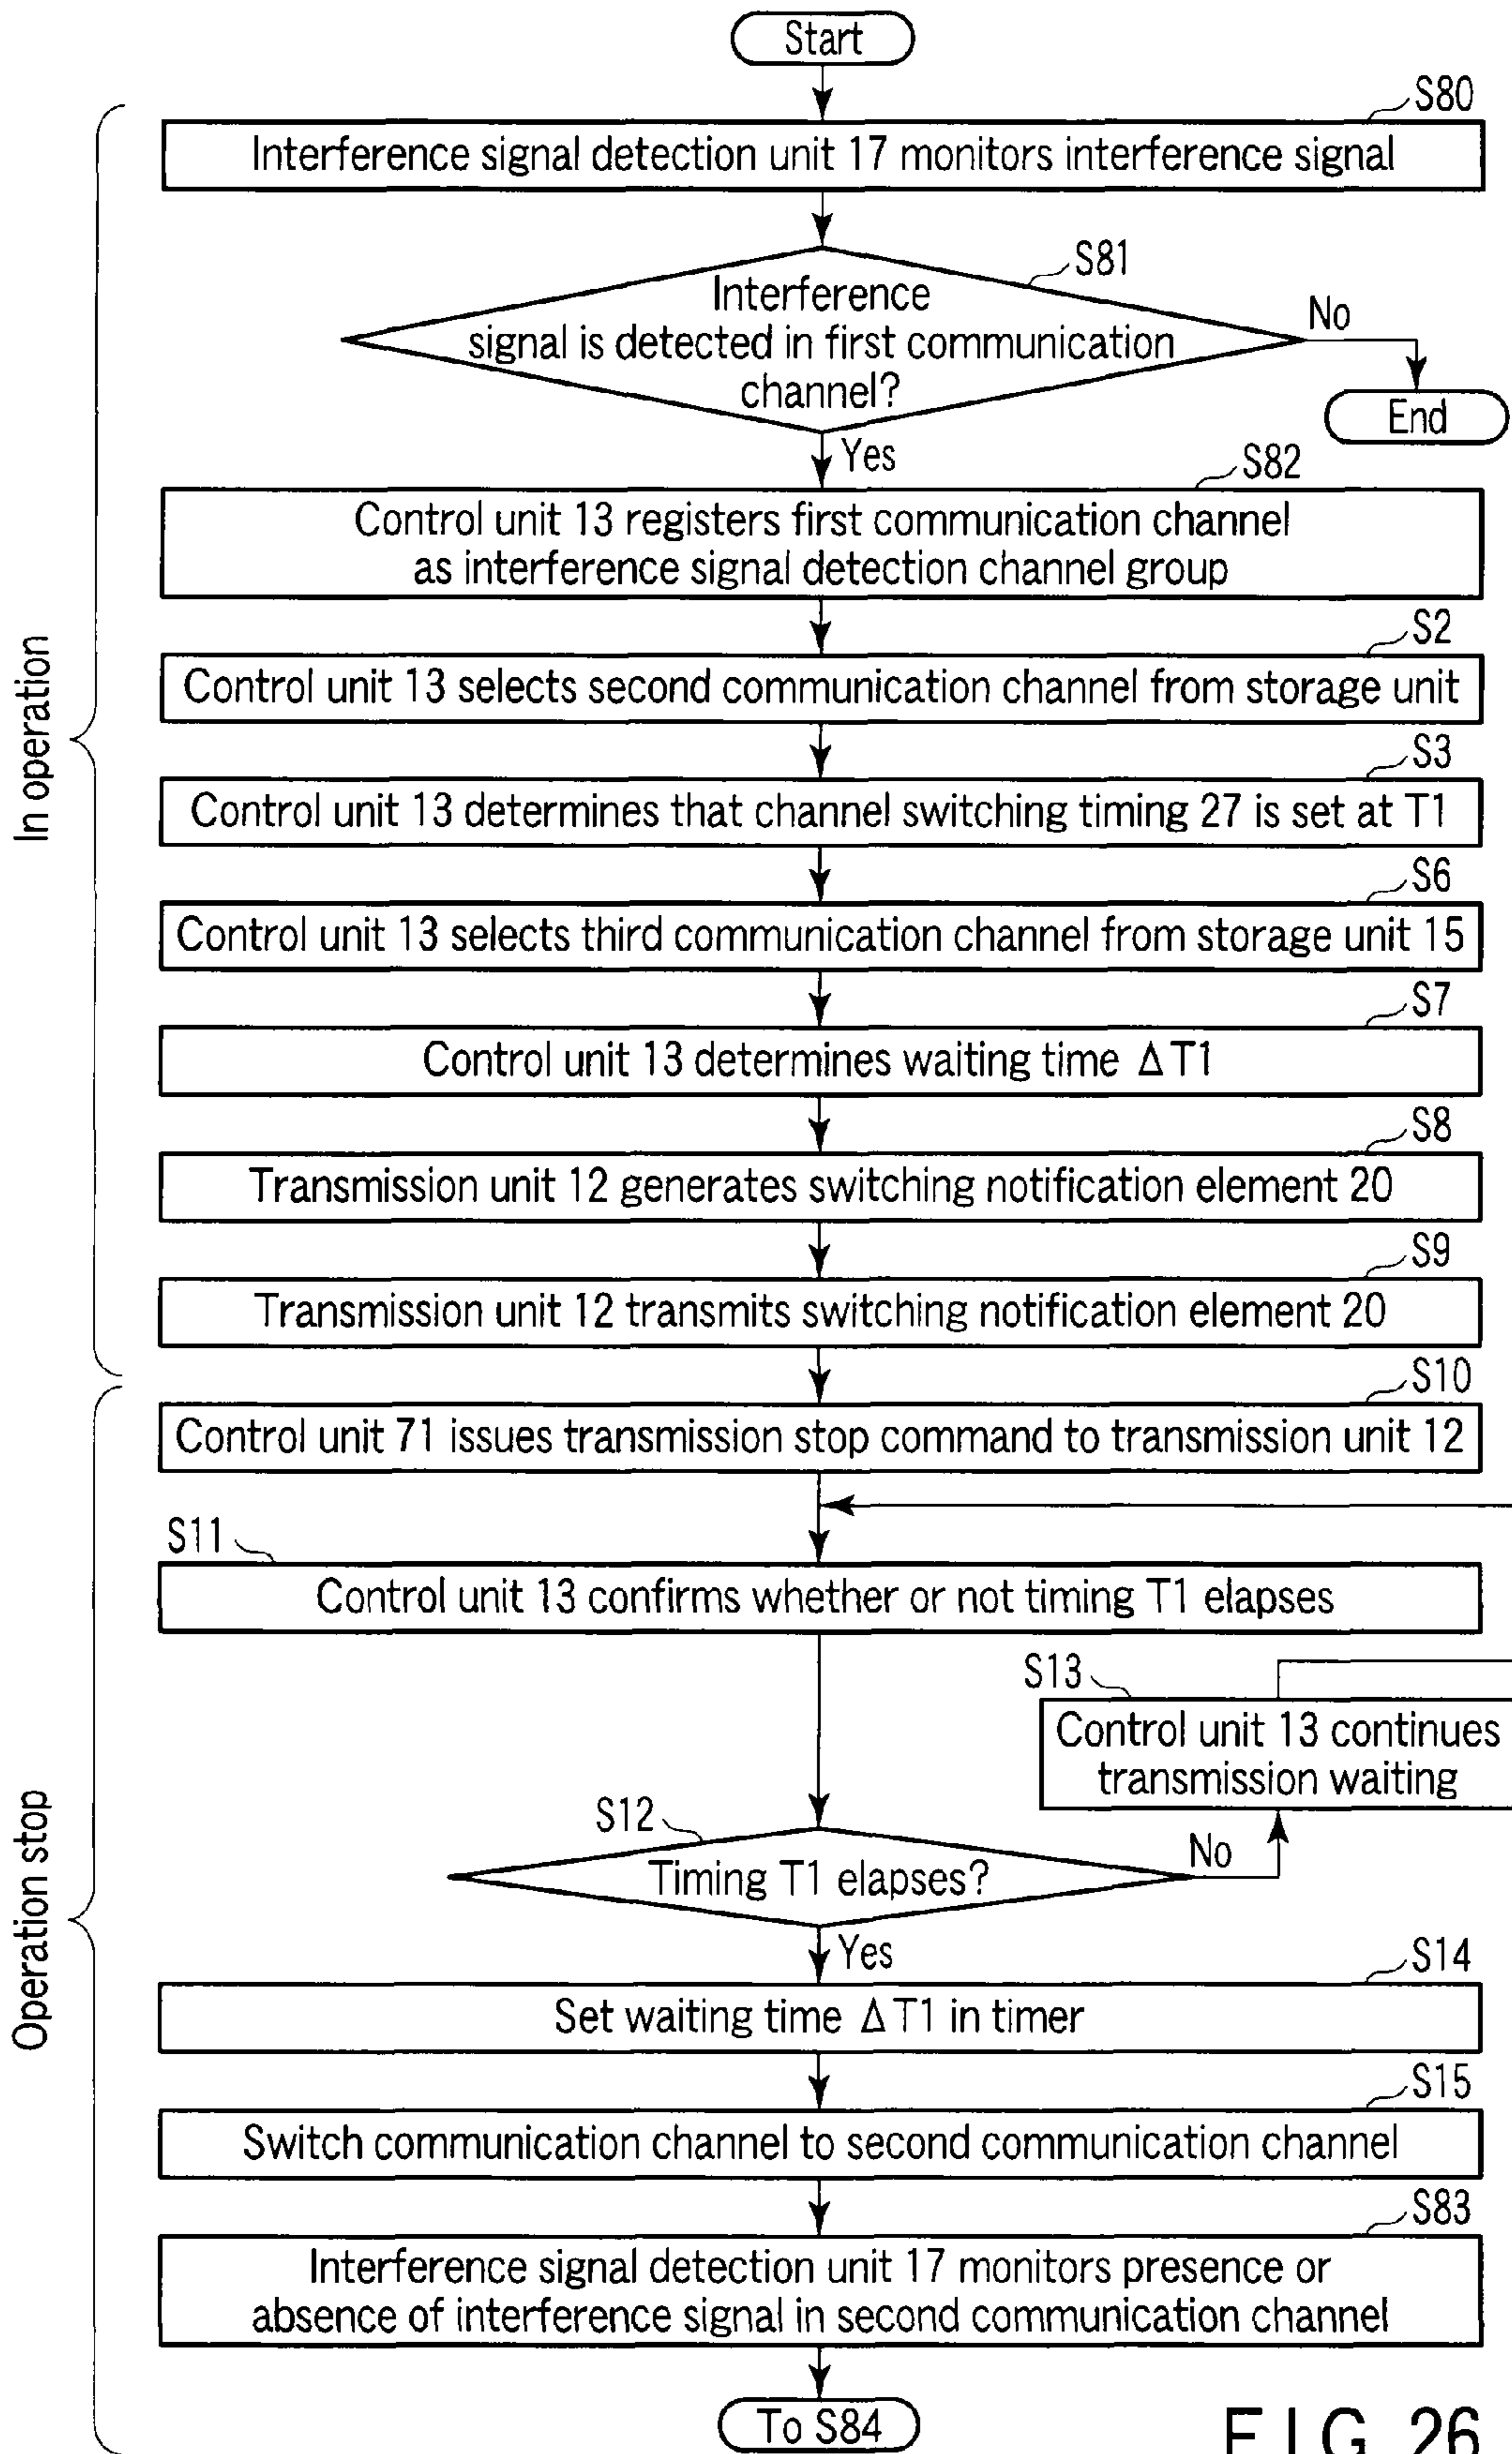 Start
S80
Interference signal detection unit 17 monitors interference signal
S81
Interference
signal is detected in first communication
channel?
No
End
Yes
S82
Control unit 13 registers first communication channel
as interference signal detection channel group
S2
Control unit 13 selects second communication channel from storage unit
S3
Control unit 13 determines that channel switching timing 27 is set at T1
S6
Control unit 13 selects third communication channel from storage unit 15
S7
Control unit 13 determines waiting time ΔT1
S8
Transmission unit 12 generates switching notification element 20
S9
Transmission unit 12 transmits switching notification element 20
In operation
S10
Control unit 71 issues transmission stop command to transmission unit 12
S11
Control unit 13 confirms whether or not timing T1 elapses
S13
Control unit 13 continues
transmission waiting
S12
Timing T1 elapses?
No
Yes
S14
Set waiting time ΔT1 in timer
S15
Switch communication channel to second communication channel
S83
Interference signal detection unit 17 monitors presence or
absence of interference signal in second communication channel
Operation stop
To S84
FIG. 26